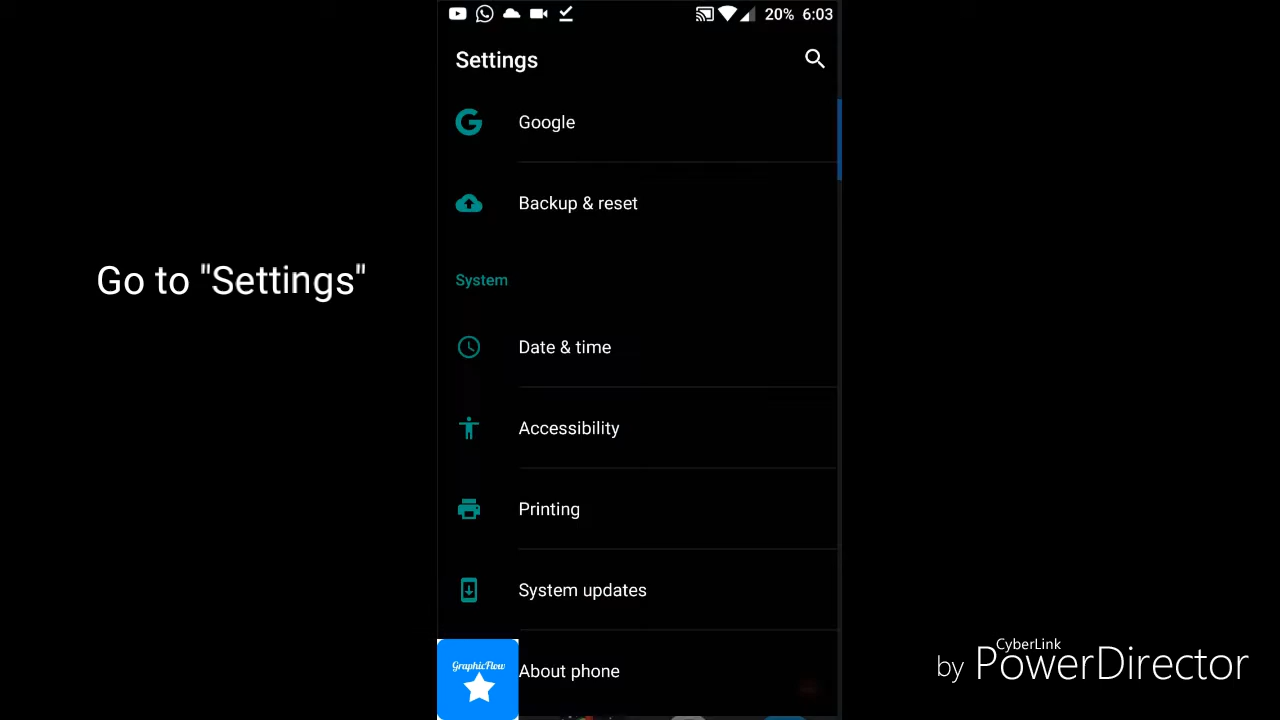 20% 6:03
Settings
Google
Backup & reset
Go to "Settings"
System
Date & time
Accessibility
Printing
System updates
About phone
GraphicFlow
CyberLink
by PowerDirector